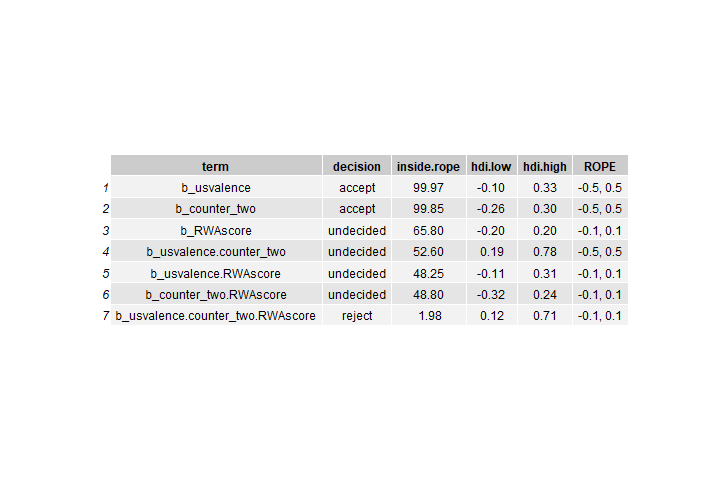 term decision inside.rope hdi.low hdi.high ROPE
1 b_usvalence accept 99.97 -0.10 0.33 -0.5, 0.5
2 b_counter_two accept 99.85 -0.26 0.30 -0.5, 0.5
3 b_RWAscore undecided 65.80 -0.20 0.20 -0.1, 0.1
4 b_usvalence.counter_two undecided 52.60 0.19 0.78 -0.5, 0.5
5 b_usvalence.RWAscore undecided 48.25 -0.11 0.31 -0.1, 0.1
6 b_counter_two.RWAscore undecided 48.80 -0.32 0.24 -0.1, 0.1
7 b_usvalence.counter_two.RWAscore reject 1.98 0.12 0.71 -0.1, 0.1